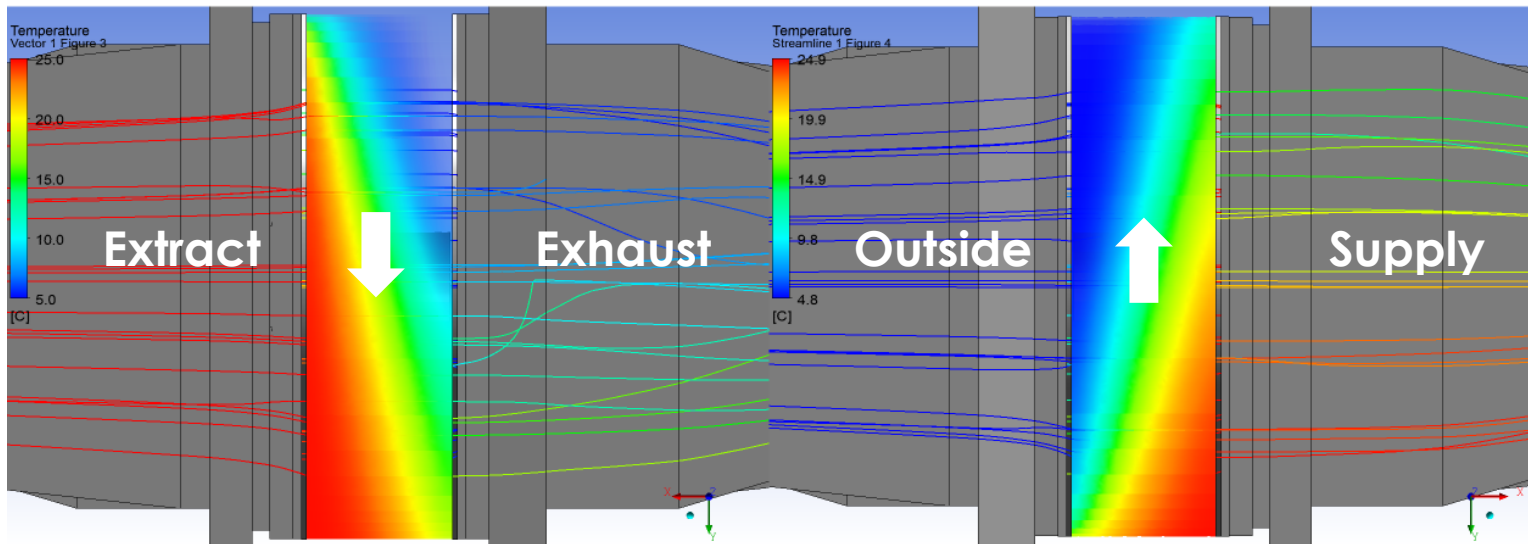 Temperature
Vector 1 Figure 3
25.0
20.0
15.0
10.0
5.0
[C]
Extract
Exhaust
X
Z
Y
Temperature
Streamline 1 Figure 4
24.9
19.9
14.9
9.8
4.8
[C]
Outside
Supply
X
Z
Y